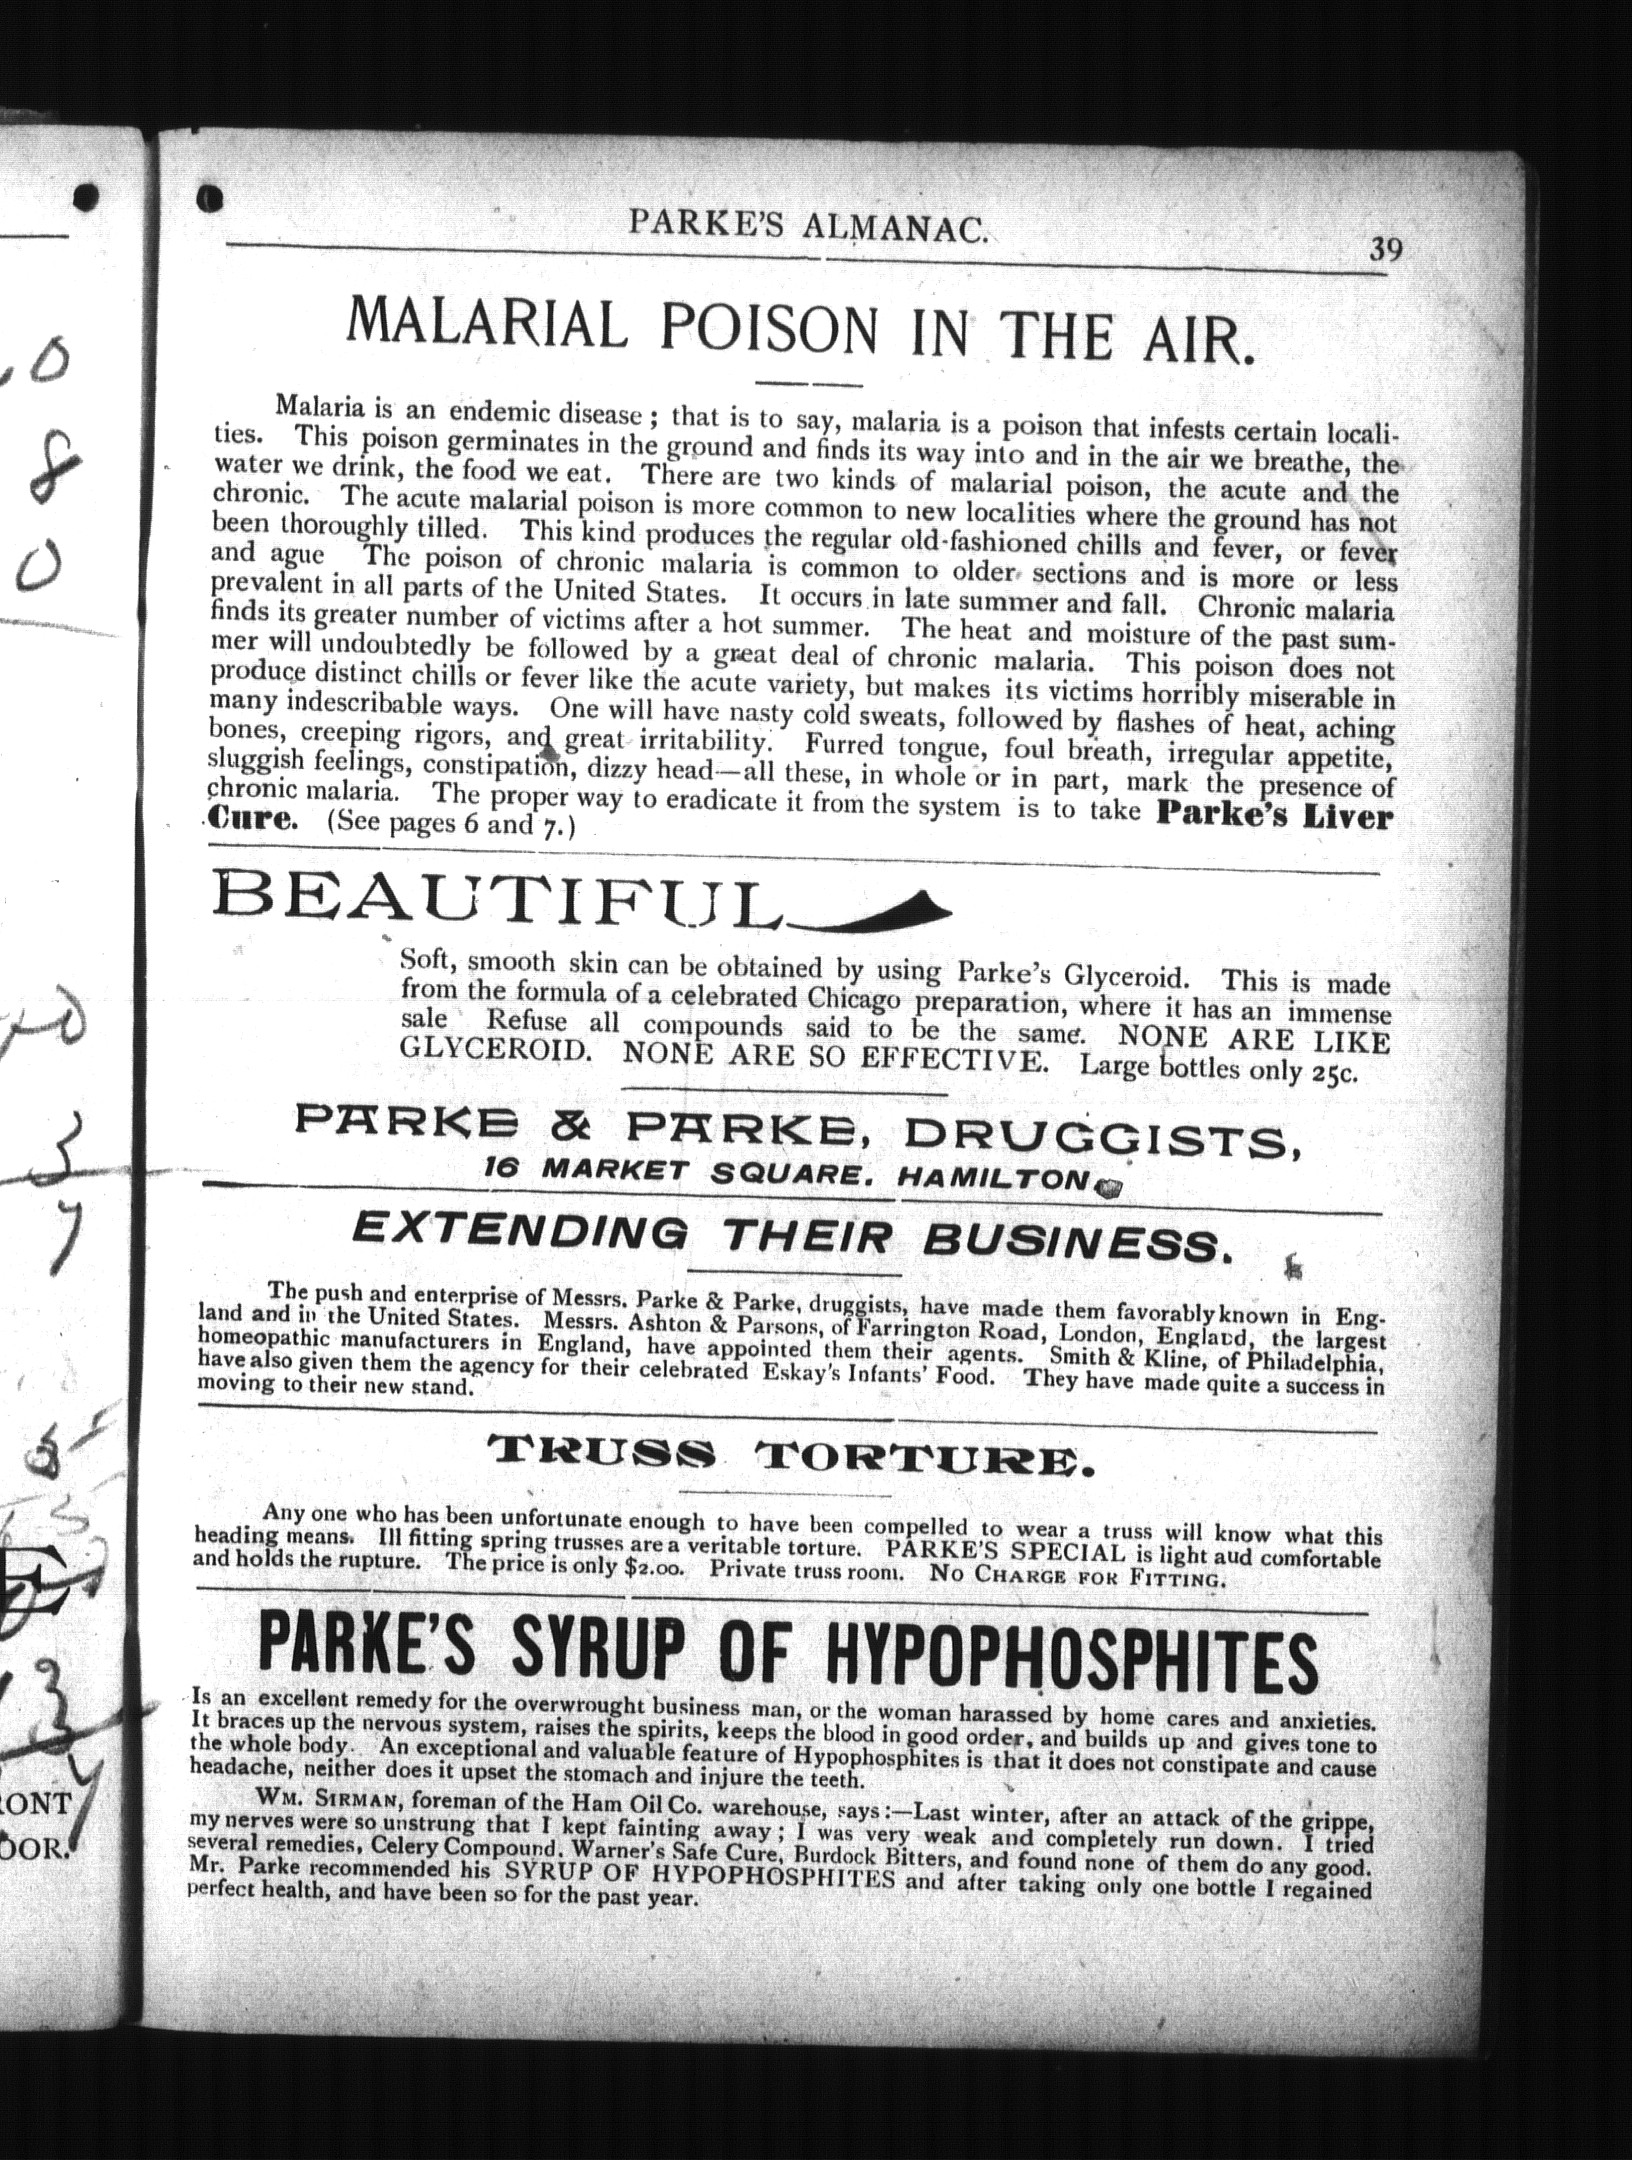 PARKE'S ALMANAC.
39
MALARIAL POISON IN THE AIR.
Malaria is an endemic disease; that is to say, malaria is a poison that infests certain locali-
ties. This poison germinates in the ground and finds its way into and in the air we breathe, the
water we drink, the food we eat. There are two kinds of malarial poison, the acute and the
chronic. The acute malarial poison is more common to new localities where the ground has not
been thoroughly tilled. This kind produces the regular old-fashioned chills and fever, or fever
and ague The poison of chronic malaria is common to older sections and is more or less
prevalent in all parts of the United States. It occurs in late summer and fall. Chronic malaria
finds its greater number of victims after a hot summer. The heat and moisture of the past sum-
mer will undoubtedly be followed by a great deal of chronic malaria. This poison does not
produce distinct chills or fever like the acute variety, but makes its victims horribly miserable in
many indescribable ways. One will have nasty cold sweats, followed by flashes of heat, aching
bones, creeping rigors, and great irritability. Furred tongue, foul breath, irregular appetite,
sluggish feelings, constipation, dizzy head—all these, in whole or in part, mark the presence of
chronic malaria. The proper way to eradicate it from the system is to take Parke's Liver
Cure. (See pages 6 and 7.)
BEAUTIFUL
Soft, smooth skin can be obtained by using Parke's Glyceroid. This is made
from the formula of a celebrated Chicago preparation, where it has an immense
sale Refuse all compounds said to be the same. NONE ARE LIKE
GLYCEROID. NONE ARE SO EFFECTIVE. Large bottles only 25c.
PARKE & PARKE, DRUGGISTS,
16 MARKET SQUARE. HAMILTON
EXTENDING THEIR BUSINESS.
The push and enterprise of Messrs. Parke & Parke, druggists, have made them favorably known in Eng-
land and in the United States. Messrs. Ashton & Parsons, of Farrington Road, London, England, the largest
homeopathic manufacturers in England, have appointed them their agents. Smith & Kline, of Philadelphia,
have also given them the agency for their celebrated Eskay's Infants' Food. They have made quite a success in
moving to their new stand.
TRUSS TORTURE.
Any one who has been unfortunate enough to have been compelled to wear a truss will know what this
heading means. Ill fitting spring trusses are a veritable torture. PARKE'S SPECIAL is light aud comfortable
and holds the rupture. The price is only $2.00. Private truss room. NO CHARGE FOR FITTING.
PARKE'S SYRUP OF HYPOPHOSPHITES
Is an excellent remedy for the overwrought business man, or the woman harassed by home cares and anxieties.
It braces up the nervous system, raises the spirits, keeps the blood in good order, and builds up and gives tone to
the whole body. An exceptional and valuable feature of Hypophosphites is that it does not constipate and cause
headache, neither does it upset the stomach and injure the teeth.
WM. SIRMAN, foreman of the Ham Oil Co. warehouse, says:—Last winter, after an attack of the grippe,
my nerves were so unstrung that I kept fainting away; I was very weak and completely run down. I tried
several remedies, Celery Compound, Warner's Safe Cure, Burdock Bitters, and found none of them do any good.
Mr. Parke recommended his SYRUP OF HYPOPHOSPHITES and after taking only one bottle I regained
perfect health, and have been so for the past year.